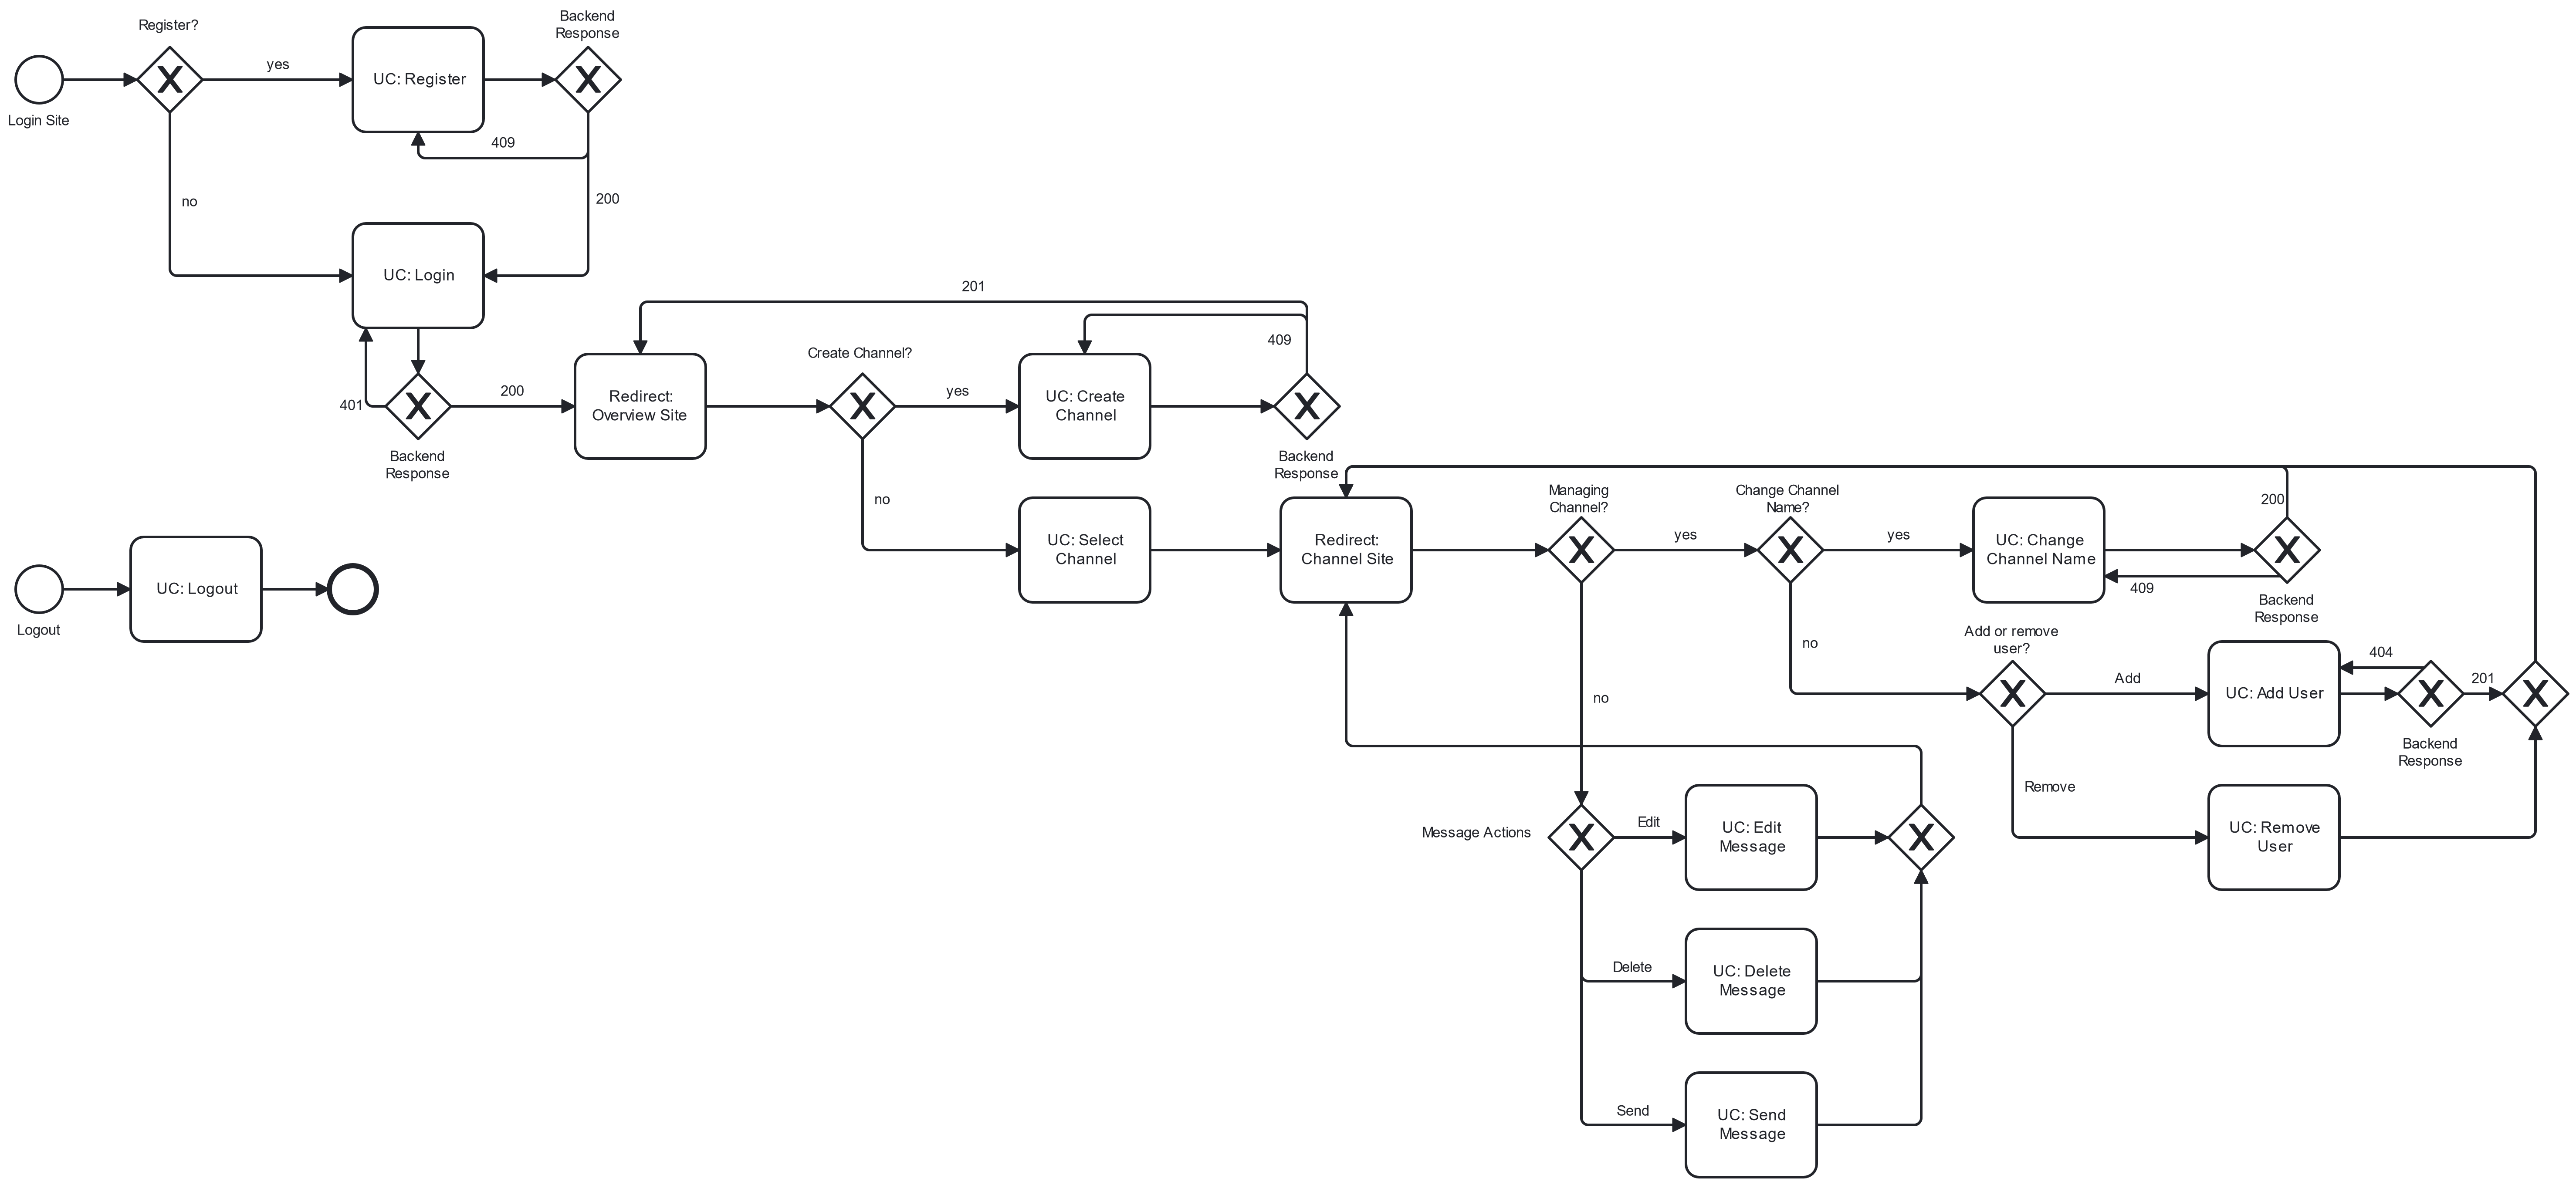 Register?
Backend
Response
yes
UC: Register
Login Site
409
no
200
UC: Login
201
409
Create Channel?
401
200
Redirect:
Overview Site
yes
UC: Create
Channel
Backend
Response
Backend
Response
no
Managing
Channel?
Change Channel
Name?
200
UC: Select
Channel
Redirect:
Channel Site
yes
yes
UC: Change
Channel Name
409
Backend
Response
UC: Logout
Logout
no
Add or remove
user?
404
Add
UC: Add User
201
no
Backend
Response
Remove
Message Actions
Edit
UC: Edit
Message
UC: Remove
User
Delete
UC: Delete
Message
Send
UC: Send
Message